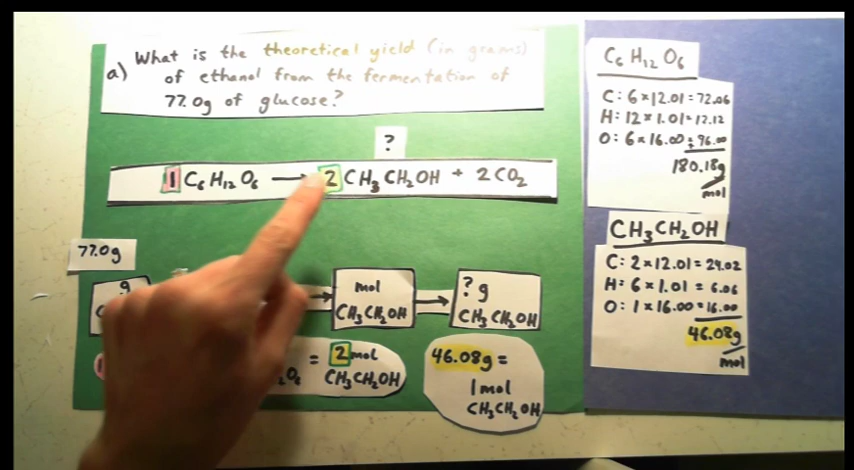 a) What is the theoretical yield (in grams)
of ethanol from the fermentation of
77.0g of glucose?
?
1 C6H12O6 → 2 CH3CH2OH + 2CO2
77.0g
g
mol
CH3CH2OH
→
? g
CH3CH2OH
= 2 mol
CH3CH2OH
46.08g =
1 mol
CH3CH2OH
C6H12O6
C: 6×12.01=72.06
H: 12×1.01=12.12
O: 6×16.00=96.00
180.18g
mol
CH3CH2OH
C: 2×12.01=24.02
H: 6×1.01=6.06
O: 1×16.00=16.00
46.08g
mol